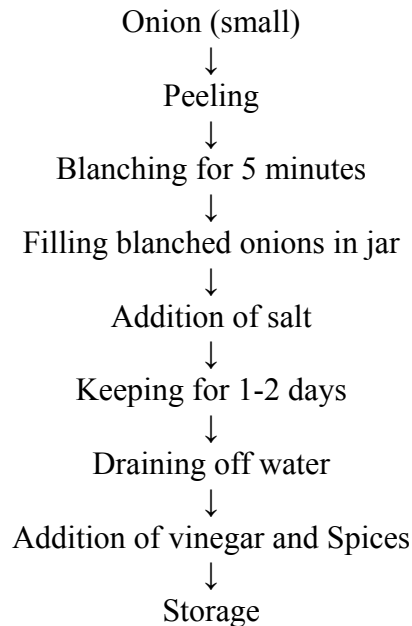 Onion (small)
↓
Peeling
↓
Blanching for 5 minutes
↓
Filling blanched onions in jar
↓
Addition of salt
↓
Keeping for 1-2 days
↓
Draining off water
↓
Addition of vinegar and Spices
↓
Storage